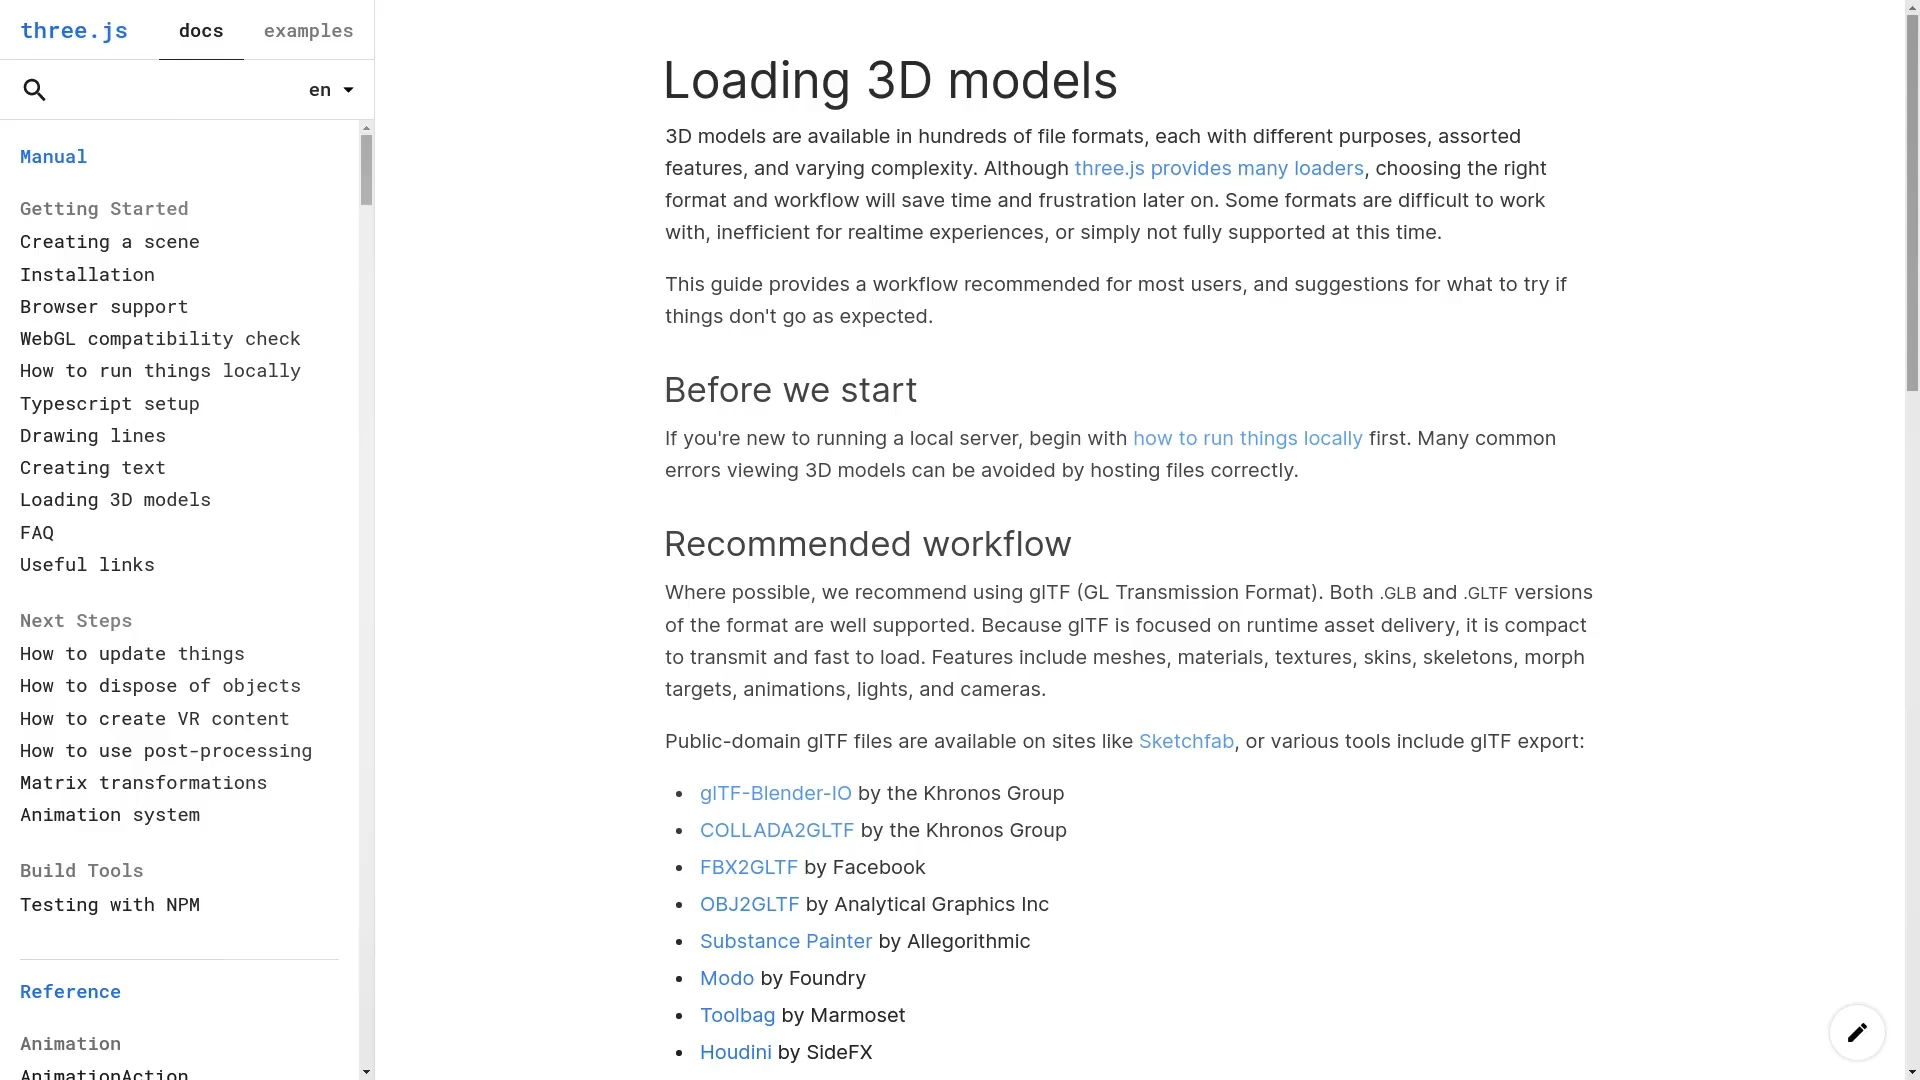 three.js docs examples
en
Manual
Getting Started
Creating a scene
Installation
Browser support
WebGL compatibility check
How to run things locally
Typescript setup
Drawing lines
Creating text
Loading 3D models
FAQ
Useful links
Next Steps
How to update things
How to dispose of objects
How to create VR content
How to use post-processing
Matrix transformations
Animation system
Build Tools
Testing with NPM
Reference
Animation
AnimationAction
Loading 3D models
3D models are available in hundreds of file formats, each with different purposes, assorted
features, and varying complexity. Although three.js provides many loaders, choosing the right
format and workflow will save time and frustration later on. Some formats are difficult to work
with, inefficient for realtime experiences, or simply not fully supported at this time.
This guide provides a workflow recommended for most users, and suggestions for what to try if
things don't go as expected.
Before we start
If you're new to running a local server, begin with how to run things locally first. Many common
errors viewing 3D models can be avoided by hosting files correctly.
Recommended workflow
Where possible, we recommend using glTF (GL Transmission Format). Both .GLB and .GLTF versions
of the format are well supported. Because glTF is focused on runtime asset delivery, it is compact
to transmit and fast to load. Features include meshes, materials, textures, skins, skeletons, morph
targets, animations, lights, and cameras.
Public-domain glTF files are available on sites like Sketchfab, or various tools include glTF export:
• glTF-Blender-IO by the Khronos Group
• COLLADA2GLTF by the Khronos Group
• FBX2GLTF by Facebook
• OBJ2GLTF by Analytical Graphics Inc
• Substance Painter by Allegorithmic
• Modo by Foundry
• Toolbag by Marmoset
• Houdini by SideFX